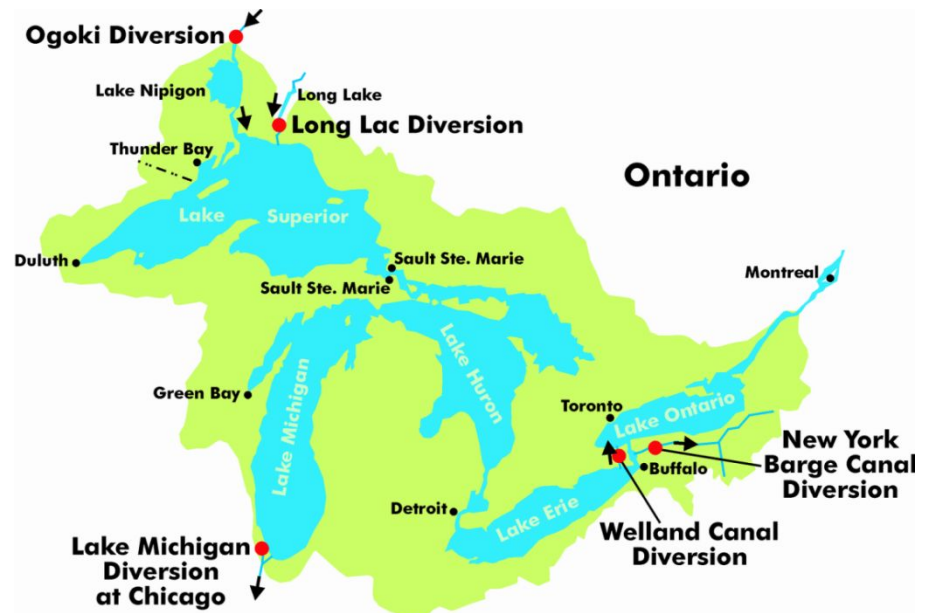 Ogoki Diversion
Lake Nipigon
Long Lake
Long Lac Diversion
Thunder Bay
Ontario
Lake Superior
Duluth
Sault Ste. Marie
Sault Ste. Marie
Montreal
Lake Huron
Lake Michigan
Green Bay
Toronto
Lake Ontario
New York
Barge Canal
Diversion
Buffalo
Detroit
Lake Erie
Welland Canal
Diversion
Lake Michigan
Diversion
at Chicago